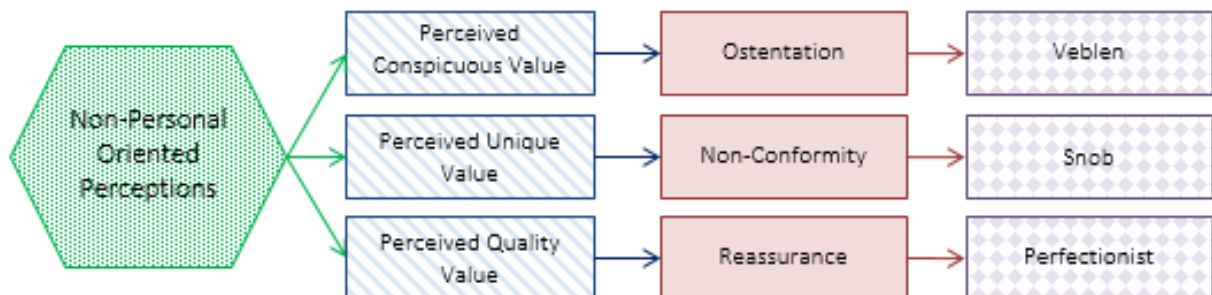 Non-Personal
Oriented
Perceptions
Perceived
Conspicuous Value
Ostentation
Veblen
Perceived Unique
Value
Non-Conformity
Snob
Perceived Quality
Value
Reassurance
Perfectionist